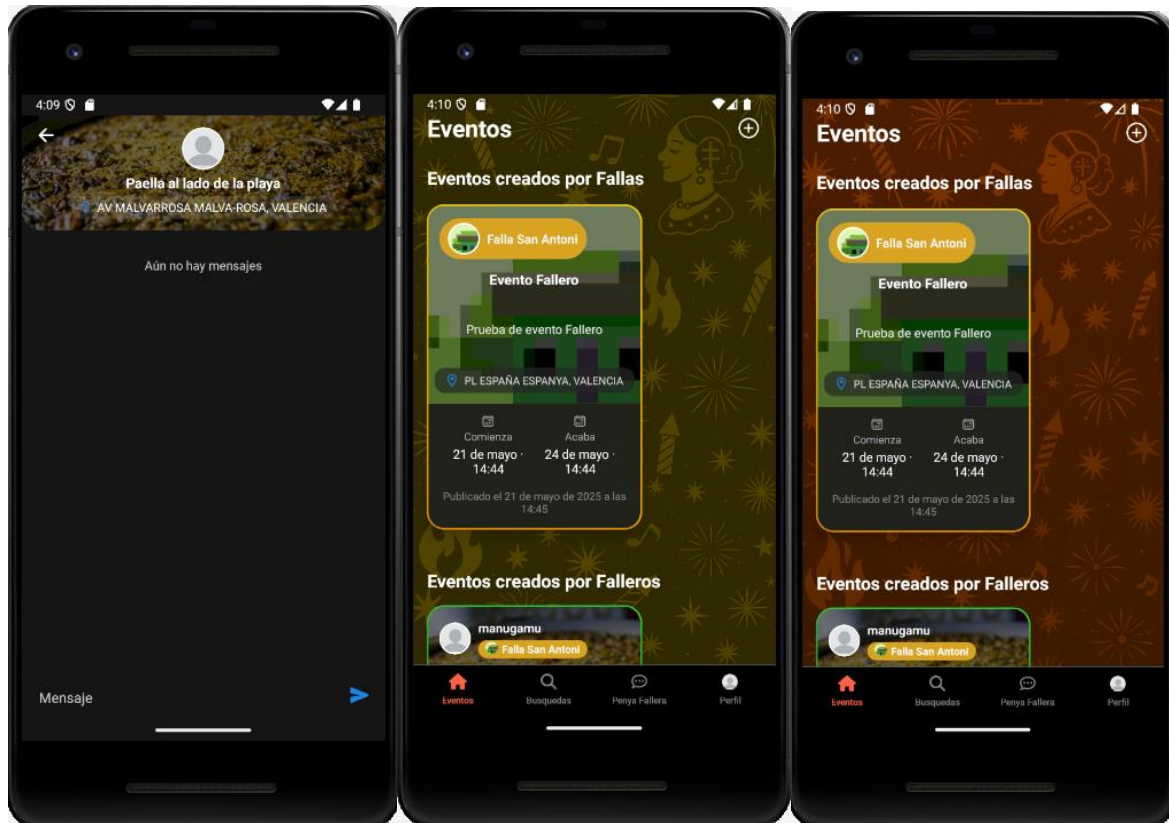 4:09
Paella al lado de la playa
AV MALVARROSA MALVA-ROSA, VALENCIA
Aún no hay mensajes
Mensaje
4:10
Eventos
Eventos creados por Fallas
Falla San Antoni
Evento Fallero
Prueba de evento Fallero
PL ESPAÑA ESPANYA, VALENCIA
Comienza
Acaba
21 de mayo ·
14:44
24 de mayo ·
14:44
Publicado el 21 de mayo de 2025 a las
14:45
Eventos creados por Falleros
manugamu
Falla San Antoni
Eventos
Busquedas
Penya Fallera
Perfil
4:10
Eventos
Eventos creados por Fallas
Falla San Antoni
Evento Fallero
Prueba de evento Fallero
PL ESPAÑA ESPANYA, VALENCIA
Comienza
Acaba
21 de mayo ·
14:44
24 de mayo ·
14:44
Publicado el 21 de mayo de 2025 a las
14:45
Eventos creados por Falleros
manugamu
Falla San Antoni
Eventos
Busquedas
Penya Fallera
Perfil